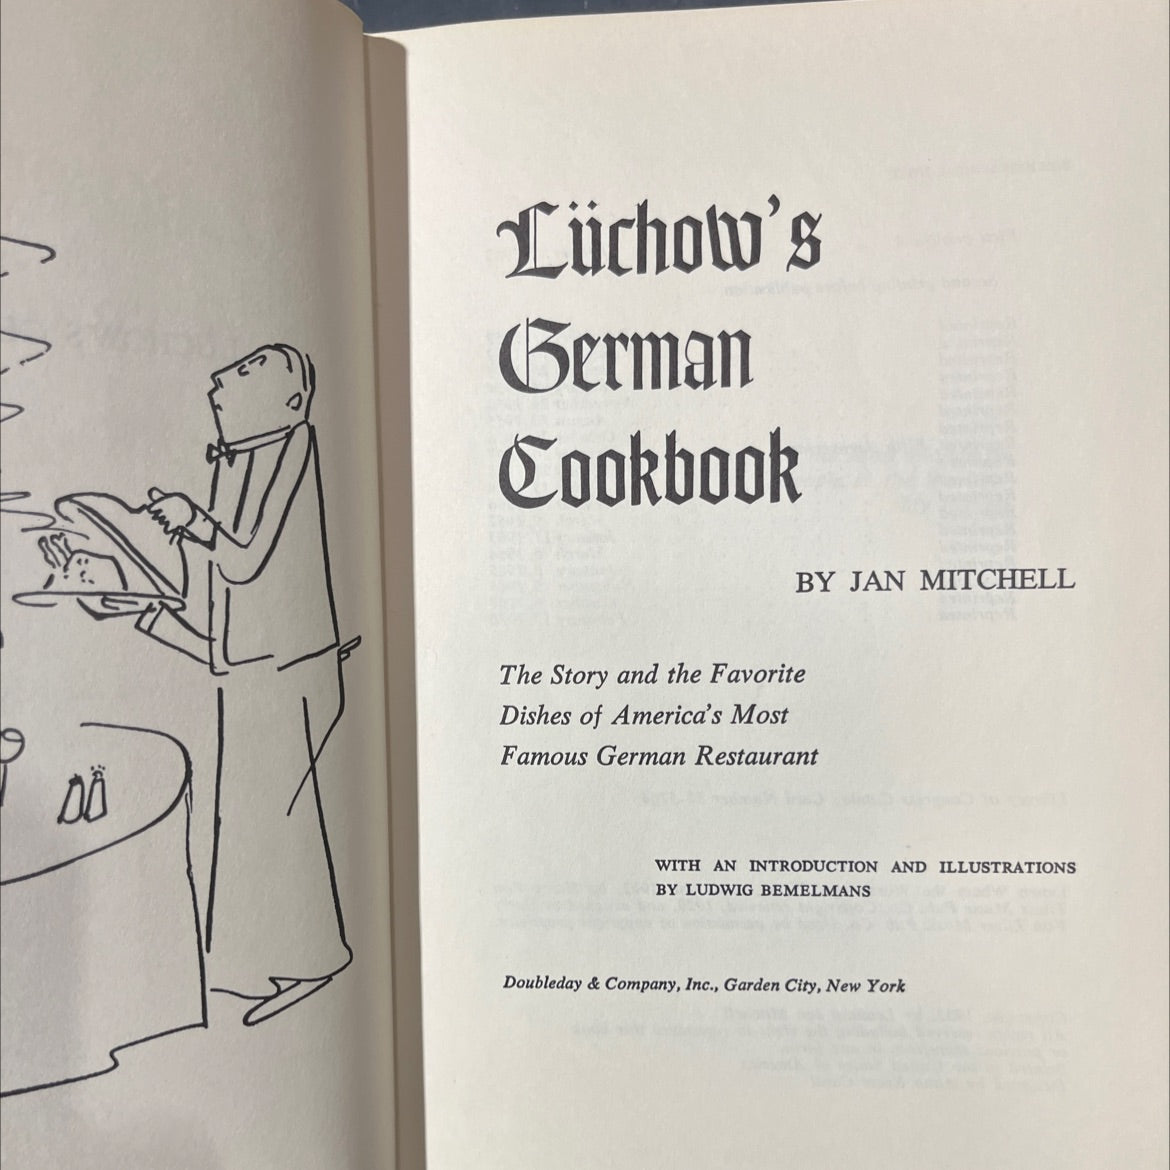 Lüchow's
German
Cookbook
BY JAN MITCHELL
The Story and the Favorite
Dishes of America's Most
Famous German Restaurant
WITH AN INTRODUCTION AND ILLUSTRATIONS
BY LUDWIG BEMELMANS
Doubleday & Company, Inc., Garden City, New York